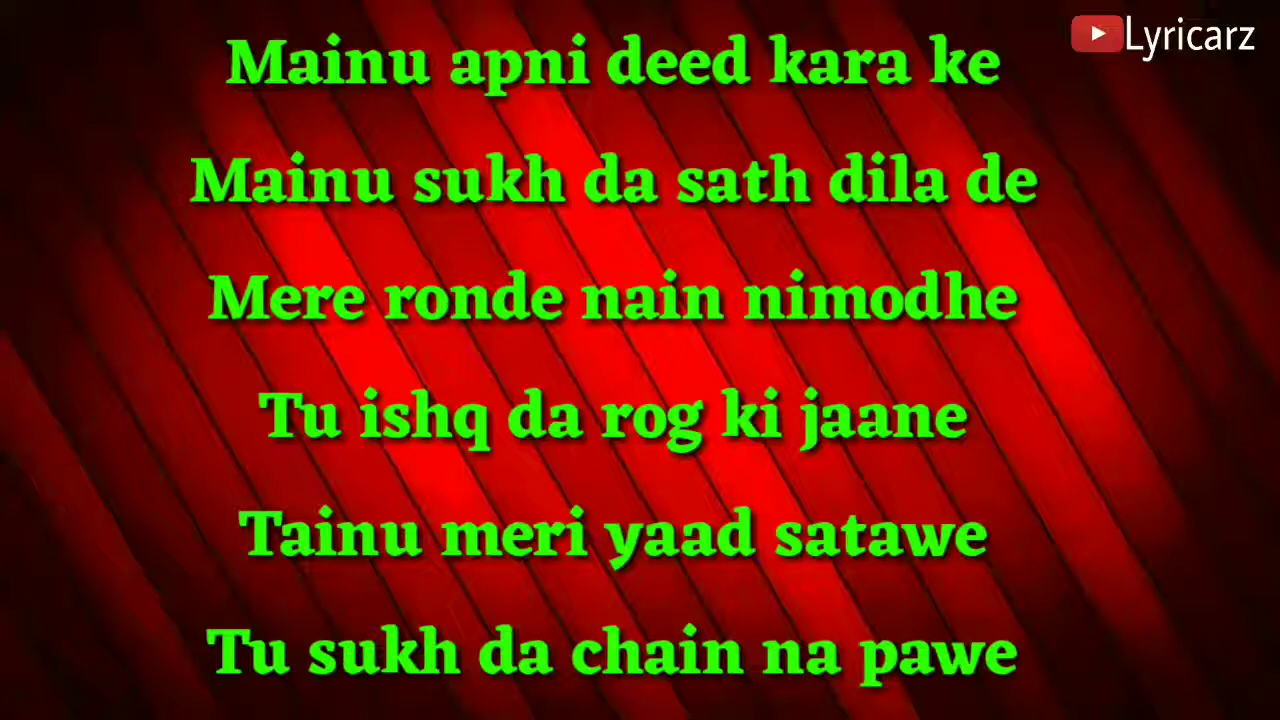 Lyricarz
Mainu apni deed kara ke
Mainu sukh da sath dila de
Mere ronde nain nimodhe
Tu ishq da rog ki jaane
Tainu meri yaad satawe
Tu sukh da chain na pawe